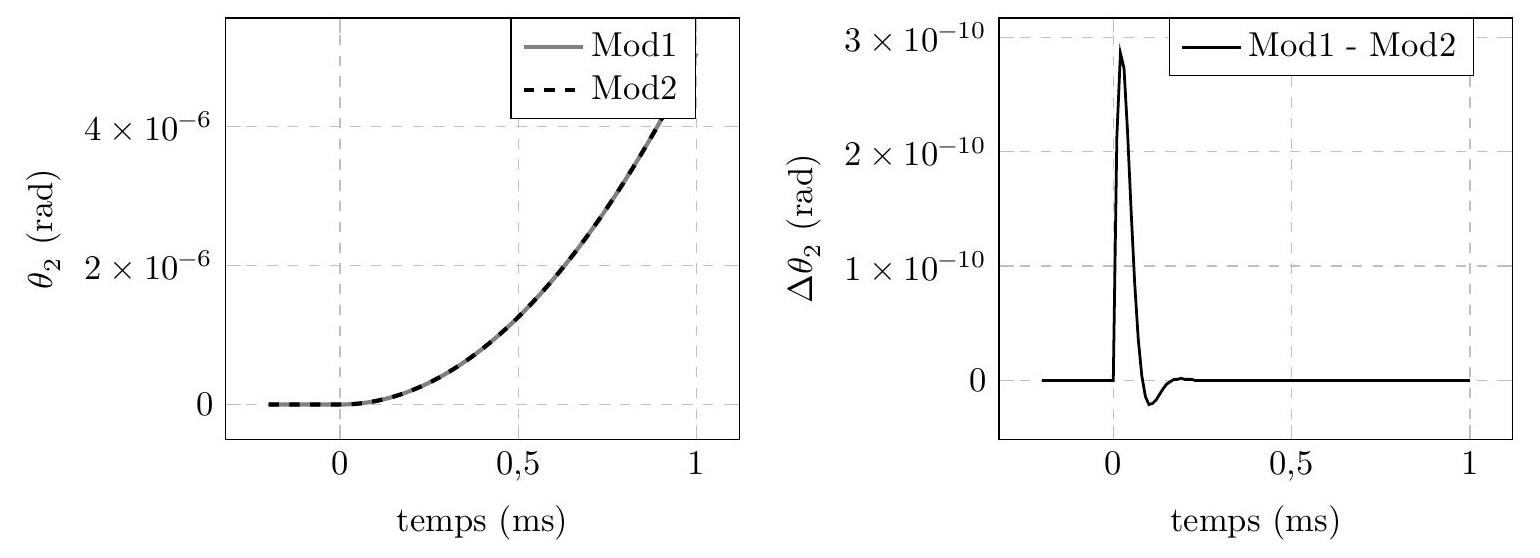 Mod1
Mod2
4 × 10⁻⁶
2 × 10⁻⁶
0
θ₂ (rad)
0 0,5 1
temps (ms)
Mod1 - Mod2
3 × 10⁻¹⁰
2 × 10⁻¹⁰
1 × 10⁻¹⁰
0
Δθ₂ (rad)
0 0,5 1
temps (ms)